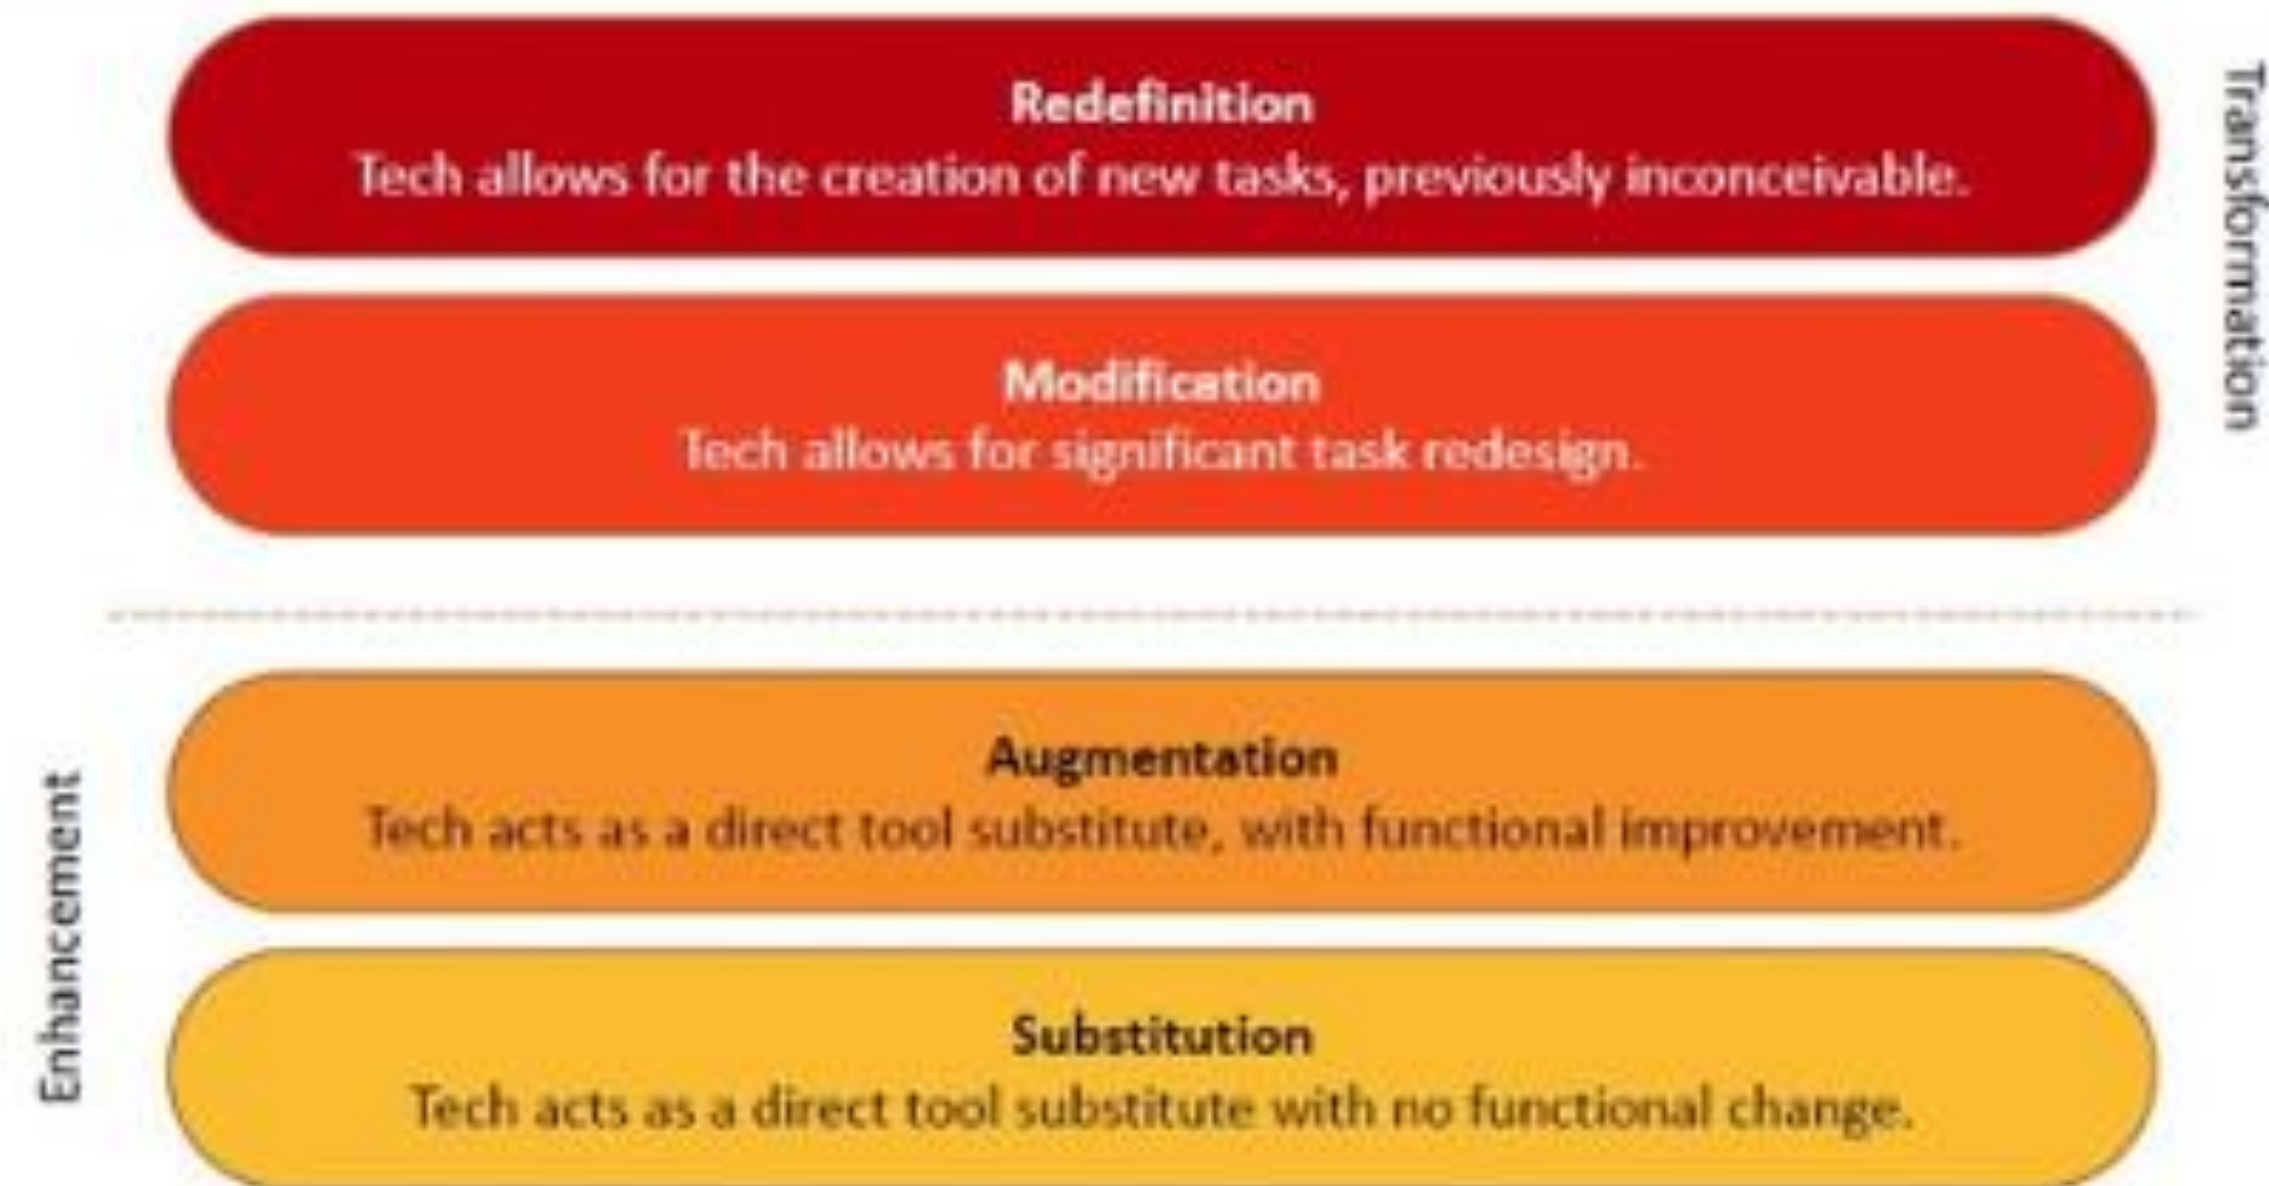 Redefinition
Tech allows for the creation of new tasks, previously inconceivable.
Transformation
Modification
Tech allows for significant task redesign.
Augmentation
Tech acts as a direct tool substitute, with functional improvement.
Enhancement
Substitution
Tech acts as a direct tool substitute with no functional change.